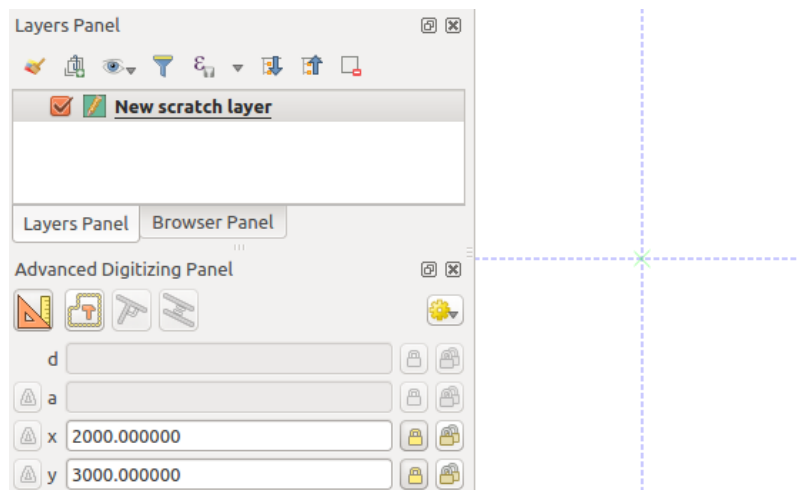 Layers Panel
New scratch layer
Layers Panel
Browser Panel
Advanced Digitizing Panel
d
a
x 2000.000000
y 3000.000000